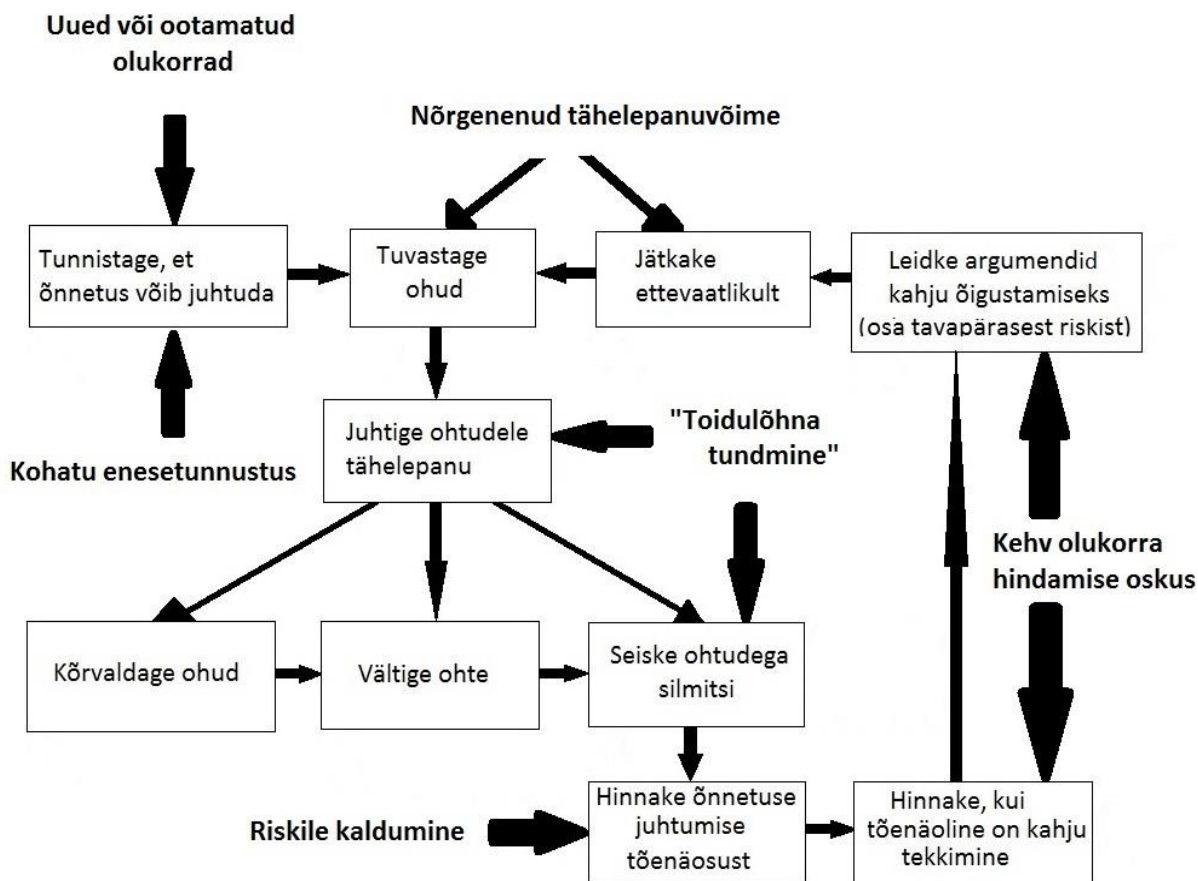 Uued või ootamatud
olukorrad
Nõrgenenud tähelepanuvõime
Tunnistage, et
õnnetus võib juhtuda
Tuvastage
ohud
Jätkake
ettevaatlikult
Leidke argumendid
kahju õigustamiseks
(osa tavapärasest riskist)
Kohatu enesetunnustus
Juhtige ohtudele
tähelepanu
"Toidulõhna
tundmine"
Kehv olukorra
hindamise oskus
Kõrvaldage ohud
Vältige ohte
Seiske ohtudega
silmitsi
Riskile kaldumine
Hinnake õnnetuse
juhtumise
tõenäosust
Hinnake, kui
tõenäoline on kahju
tekkimine